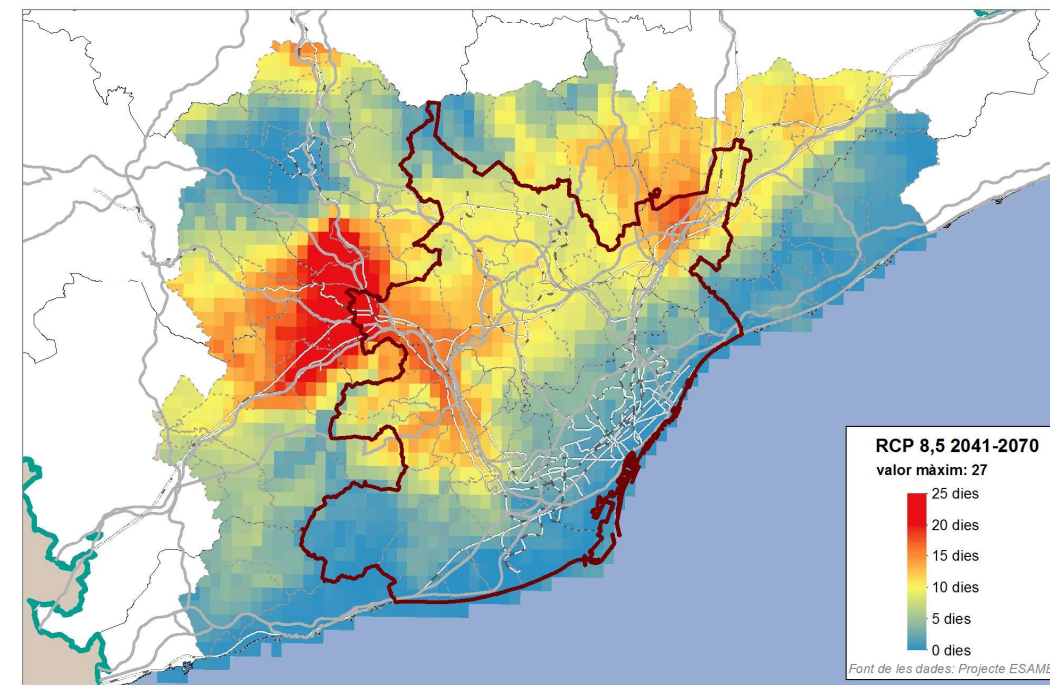 RCP 8,5 2041-2070
valor màxim: 27
25 dies
20 dies
15 dies
10 dies
5 dies
0 dies
Font de les dades: Projecte ESAMB